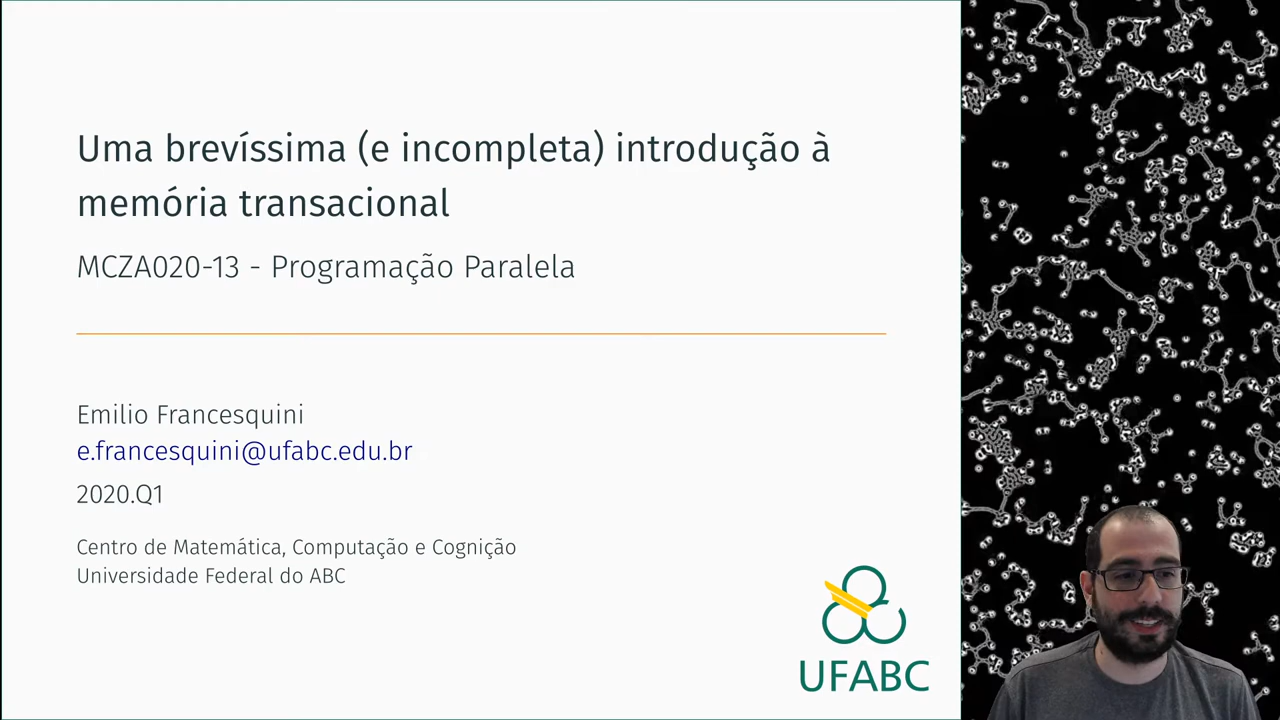 Uma brevíssima (e incompleta) introdução à
memória transacional
MCZA020-13 - Programação Paralela
Emilio Francesquini
e.francesquini@ufabc.edu.br
2020.Q1
Centro de Matemática, Computação e Cognição
Universidade Federal do ABC
UFABC